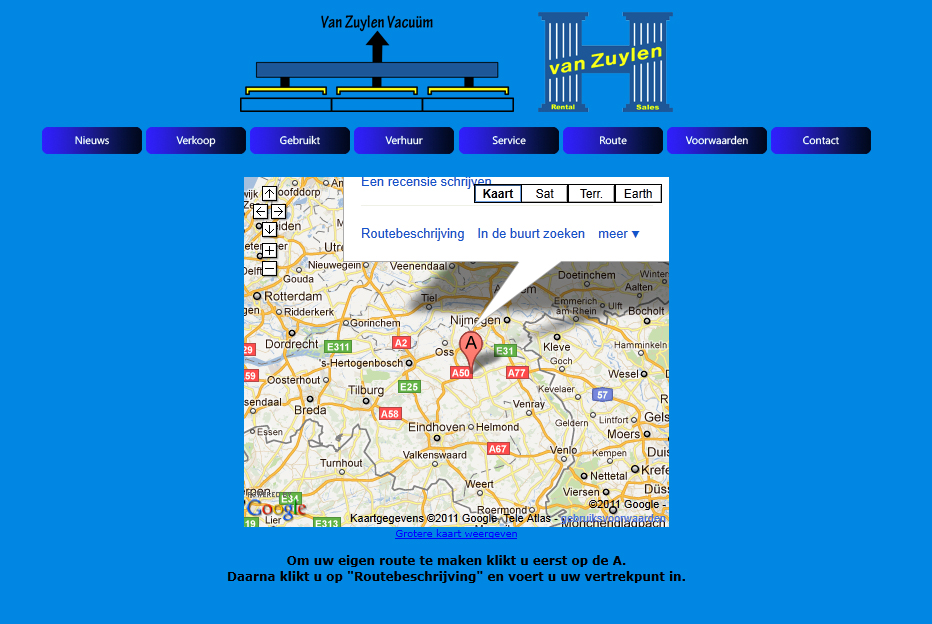 Van Zuylen Vacuüm
van Zuylen
Rental Sales
Nieuws Verkoop Gebruikt Verhuur Service Route Voorwaarden Contact
Een recensie schrijven
Kaart Sat Terr. Earth
Routebeschrijving In de buurt zoeken meer
Nieuwegein
Veenendaal
Doetinchem
Gouda
Aalten
Rotterdam
Tiel
Emmerich
am Rhein
Ulft
Bocholt
Ridderkerk
Gorinchem
Nijmegen
Dordrecht
E311
A2
Oss
E31
Kleve
Hamminkeln
A
's-Hertogenbosch
Goch
A50
A77
Wesel
Oosterhout
Tilburg
E25
Kevelaer
57
Breda
A58
Venray
Geldern
Lintfort
Essen
Eindhoven
Helmond
Moers
Turnhout
Valkenswaard
A67
Venlo
Kempen
Nettetal
Weert
Viersen
E34
Google
©2011 Google -
Lier
E313
Roermond
Kaartgegevens ©2011 Google, Tele Atlas - gebruiksvoorwaarden
Mönchengladbach
Grotere kaart weergeven
Om uw eigen route te maken klikt u eerst op de A.
Daarna klikt u op "Routebeschrijving" en voert u uw vertrekpunt in.